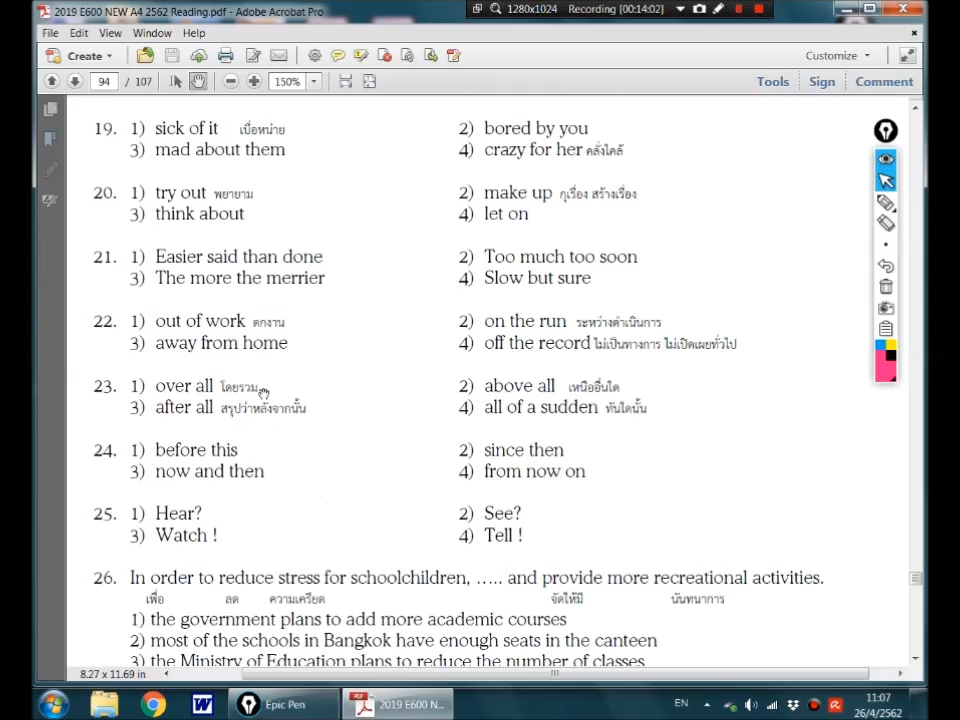 2019 E600 NEW A4 2562 Reading.pdf - Adobe Acrobat Pro
1280x1024 Recording [00:14:02]
File Edit View Window Help
Create Customize
94 / 107 150% Tools Sign Comment
19. 1) sick of it เบื่อหน่าย 2) bored by you
3) mad about them 4) crazy for her คลั่งไคล้
20. 1) try out พยายาม 2) make up กุเรื่อง สร้างเรื่อง
3) think about 4) let on
21. 1) Easier said than done 2) Too much too soon
3) The more the merrier 4) Slow but sure
22. 1) out of work ตกงาน 2) on the run ระหว่างดำเนินการ
3) away from home 4) off the record ไม่เป็นทางการ ไม่เปิดเผยทั่วไป
23. 1) over all โดยรวม 2) above all เหนืออื่นใด
3) after all สรุปว่าหลังจากนั้น 4) all of a sudden ทันใดนั้น
24. 1) before this 2) since then
3) now and then 4) from now on
25. 1) Hear? 2) See?
3) Watch ! 4) Tell !
26. In order to reduce stress for schoolchildren, ….. and provide more recreational activities.
เพื่อ ลด ความเครียด จัดให้มี นันทนาการ
1) the government plans to add more academic courses
2) most of the schools in Bangkok have enough seats in the canteen
3) the Ministry of Education plans to reduce the number of classes
8.27 x 11.69 in
Epic Pen 2019 E600 N... EN 11:07
26/4/2562